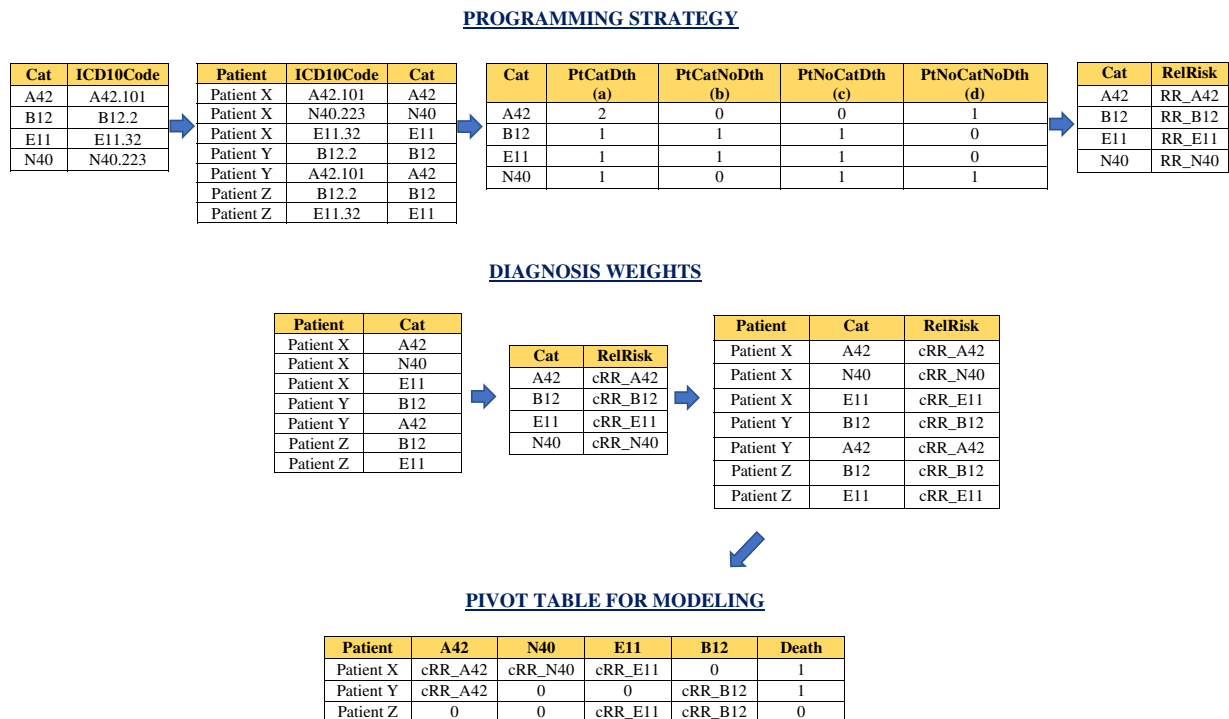 PROGRAMMING STRATEGY
Cat ICD10Code
A42 A42.101
B12 B12.2
E11 E11.32
N40 N40.223
Patient ICD10Code Cat
Patient X A42.101 A42
Patient X N40.223 N40
Patient X E11.32 E11
Patient Y B12.2 B12
Patient Y A42.101 A42
Patient Z B12.2 B12
Patient Z E11.32 E11
Cat PtCatDth PtCatNoDth PtNoCatDth PtNoCatNoDth
(a) (b) (c) (d)
A42 2 0 0 1
B12 1 1 1 0
E11 1 1 1 0
N40 1 0 1 1
Cat RelRisk
A42 RR_A42
B12 RR_B12
E11 RR_E11
N40 RR_N40
DIAGNOSIS WEIGHTS
Patient Cat
Patient X A42
Patient X N40
Patient X E11
Patient Y B12
Patient Y A42
Patient Z B12
Patient Z E11
Cat RelRisk
A42 cRR_A42
B12 cRR_B12
E11 cRR_E11
N40 cRR_N40
Patient Cat RelRisk
Patient X A42 cRR_A42
Patient X N40 cRR_N40
Patient X E11 cRR_E11
Patient Y B12 cRR_B12
Patient Y A42 cRR_A42
Patient Z B12 cRR_B12
Patient Z E11 cRR_E11
PIVOT TABLE FOR MODELING
Patient A42 N40 E11 B12 Death
Patient X cRR_A42 cRR_N40 cRR_E11 0 1
Patient Y cRR_A42 0 0 cRR_B12 1
Patient Z 0 0 cRR_E11 cRR_B12 0